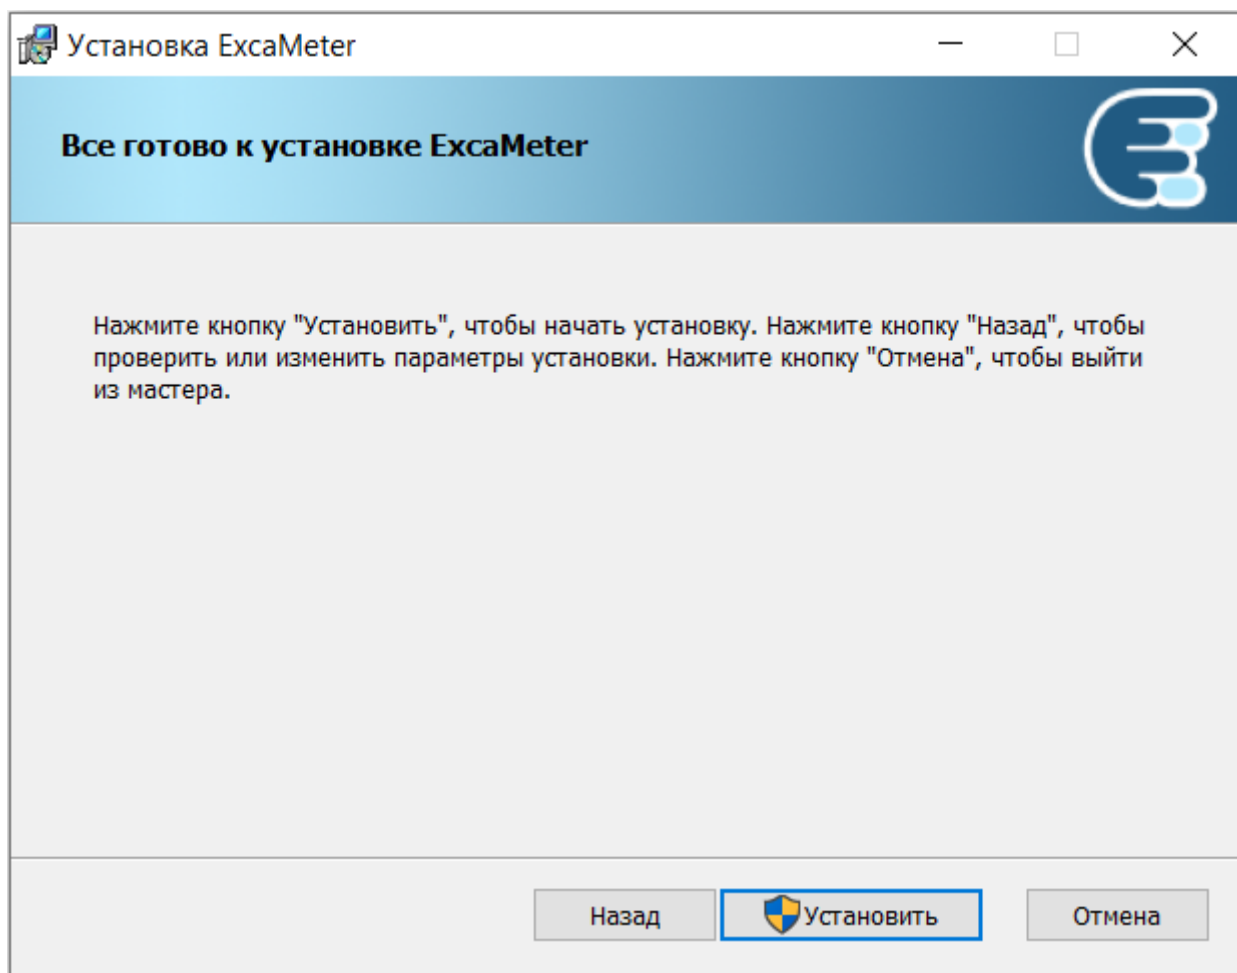 Установка ExcaMeter
Все готово к установке ExcaMeter
Нажмите кнопку "Установить", чтобы начать установку. Нажмите кнопку "Назад", чтобы
проверить или изменить параметры установки. Нажмите кнопку "Отмена", чтобы выйти
из мастера.
Назад
Установить
Отмена